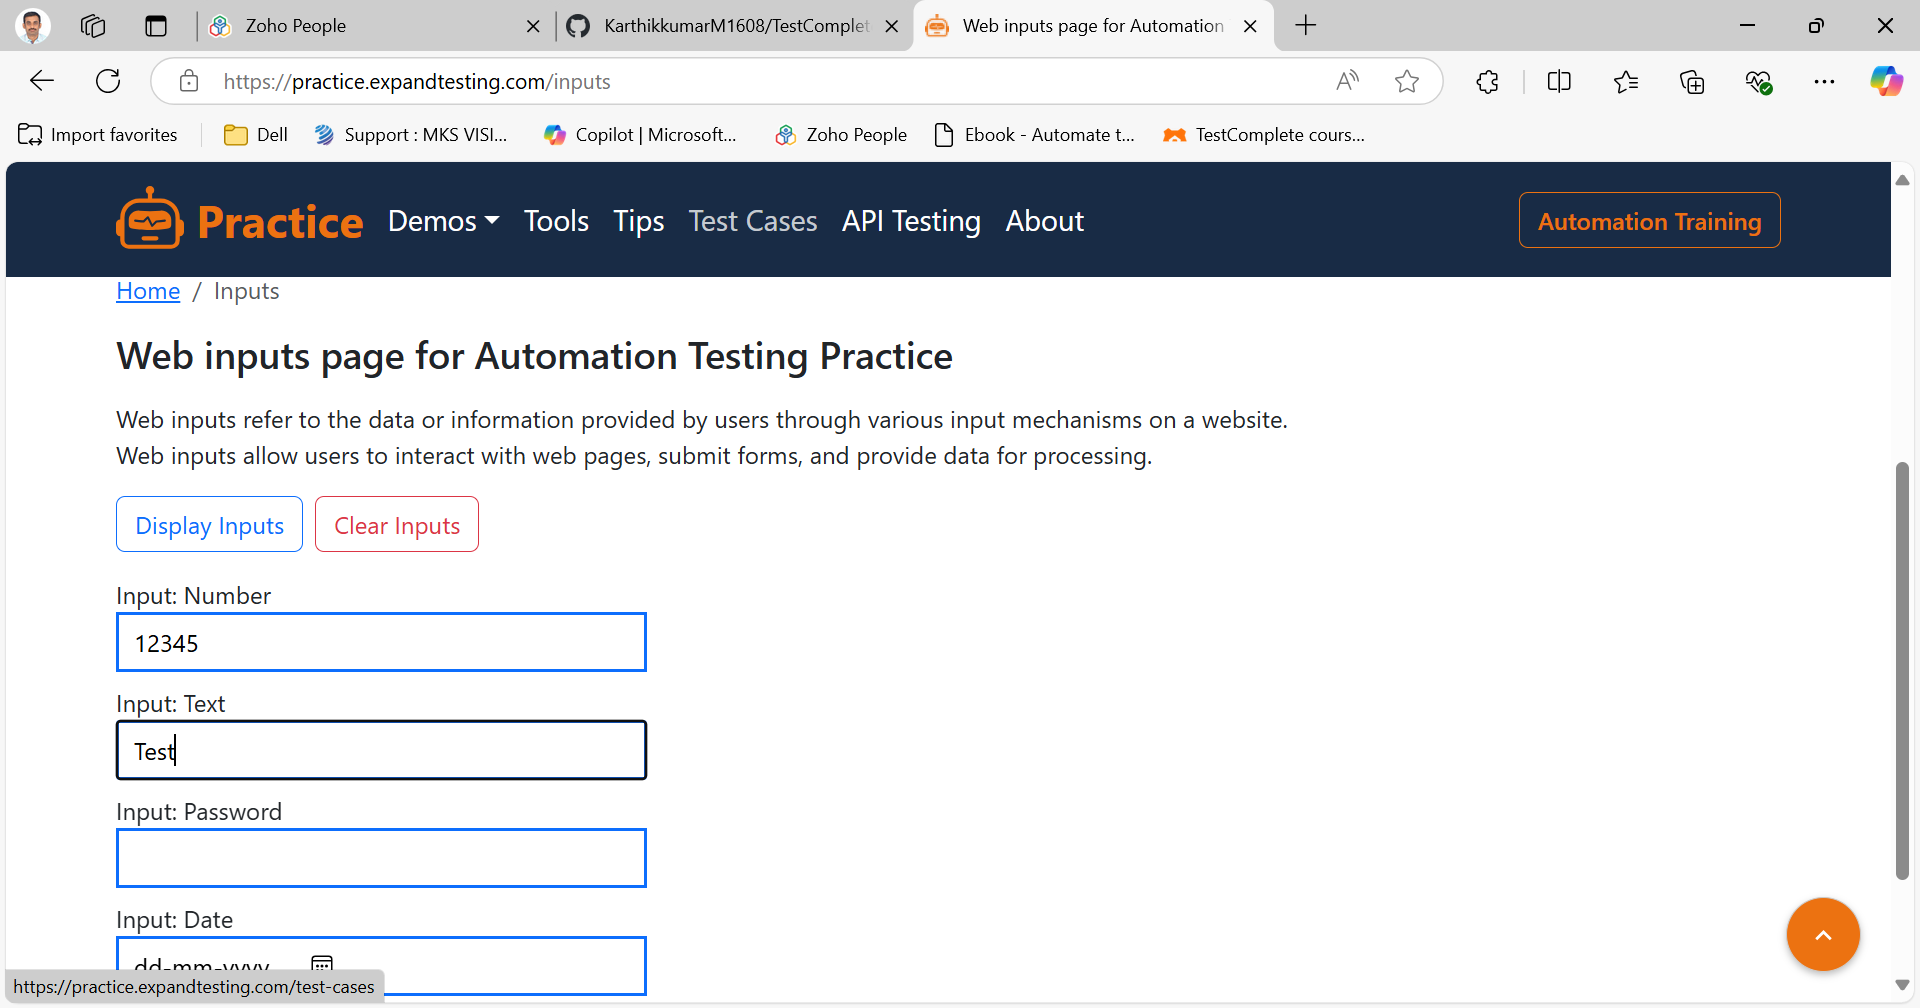 Zoho People
KarthikkumarM1608/TestComplet
Web inputs page for Automation
https://practice.expandtesting.com/inputs
Import favorites
Dell
Support : MKS VISI...
Copilot | Microsoft...
Zoho People
Ebook - Automate t...
TestComplete cours...
Practice
Demos
Tools
Tips
Test Cases
API Testing
About
Automation Training
Home / Inputs
Web inputs page for Automation Testing Practice
Web inputs refer to the data or information provided by users through various input mechanisms on a website.
Web inputs allow users to interact with web pages, submit forms, and provide data for processing.
Display Inputs
Clear Inputs
Input: Number
12345
Input: Text
Test
Input: Password
Input: Date
dd-mm-yyyy
https://practice.expandtesting.com/test-cases